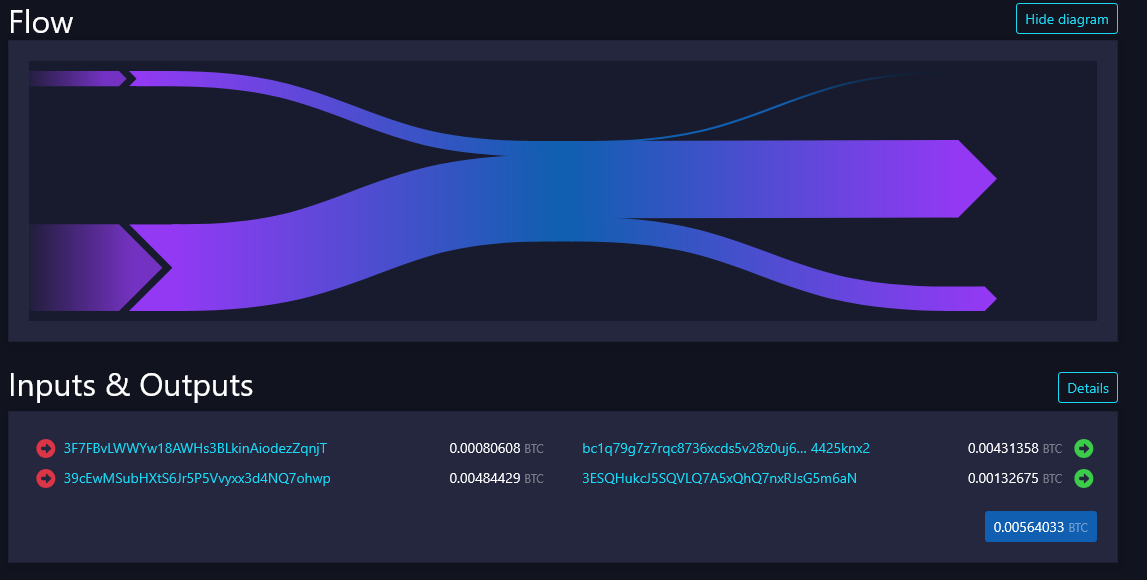 Flow
Hide diagram
Inputs & Outputs
Details
3F7FBvLWWYw18AWHs3BLkinAiodezZqnjT 0.00080608 BTC bc1q79g7z7rqc8736xcds5v28z0uj6... 4425knx2 0.00431358 BTC
39cEwMSubHXtS6Jr5P5Vvyxx3d4NQ7ohwp 0.00484429 BTC 3ESQHukcJ5SQVLQ7A5xQhQ7nxRJsG5m6aN 0.00132675 BTC
0.00564033 BTC